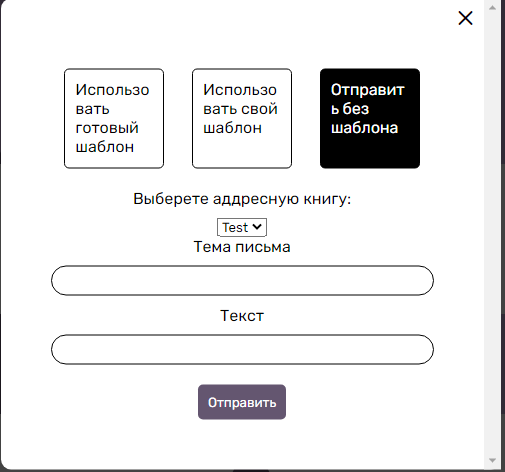 Использо
вать
готовый
шаблон
Использо
вать свой
шаблон
Отправит
ь без
шаблона
Выберете аддресную книгу:
Test
Тема письма
Текст
Отправить